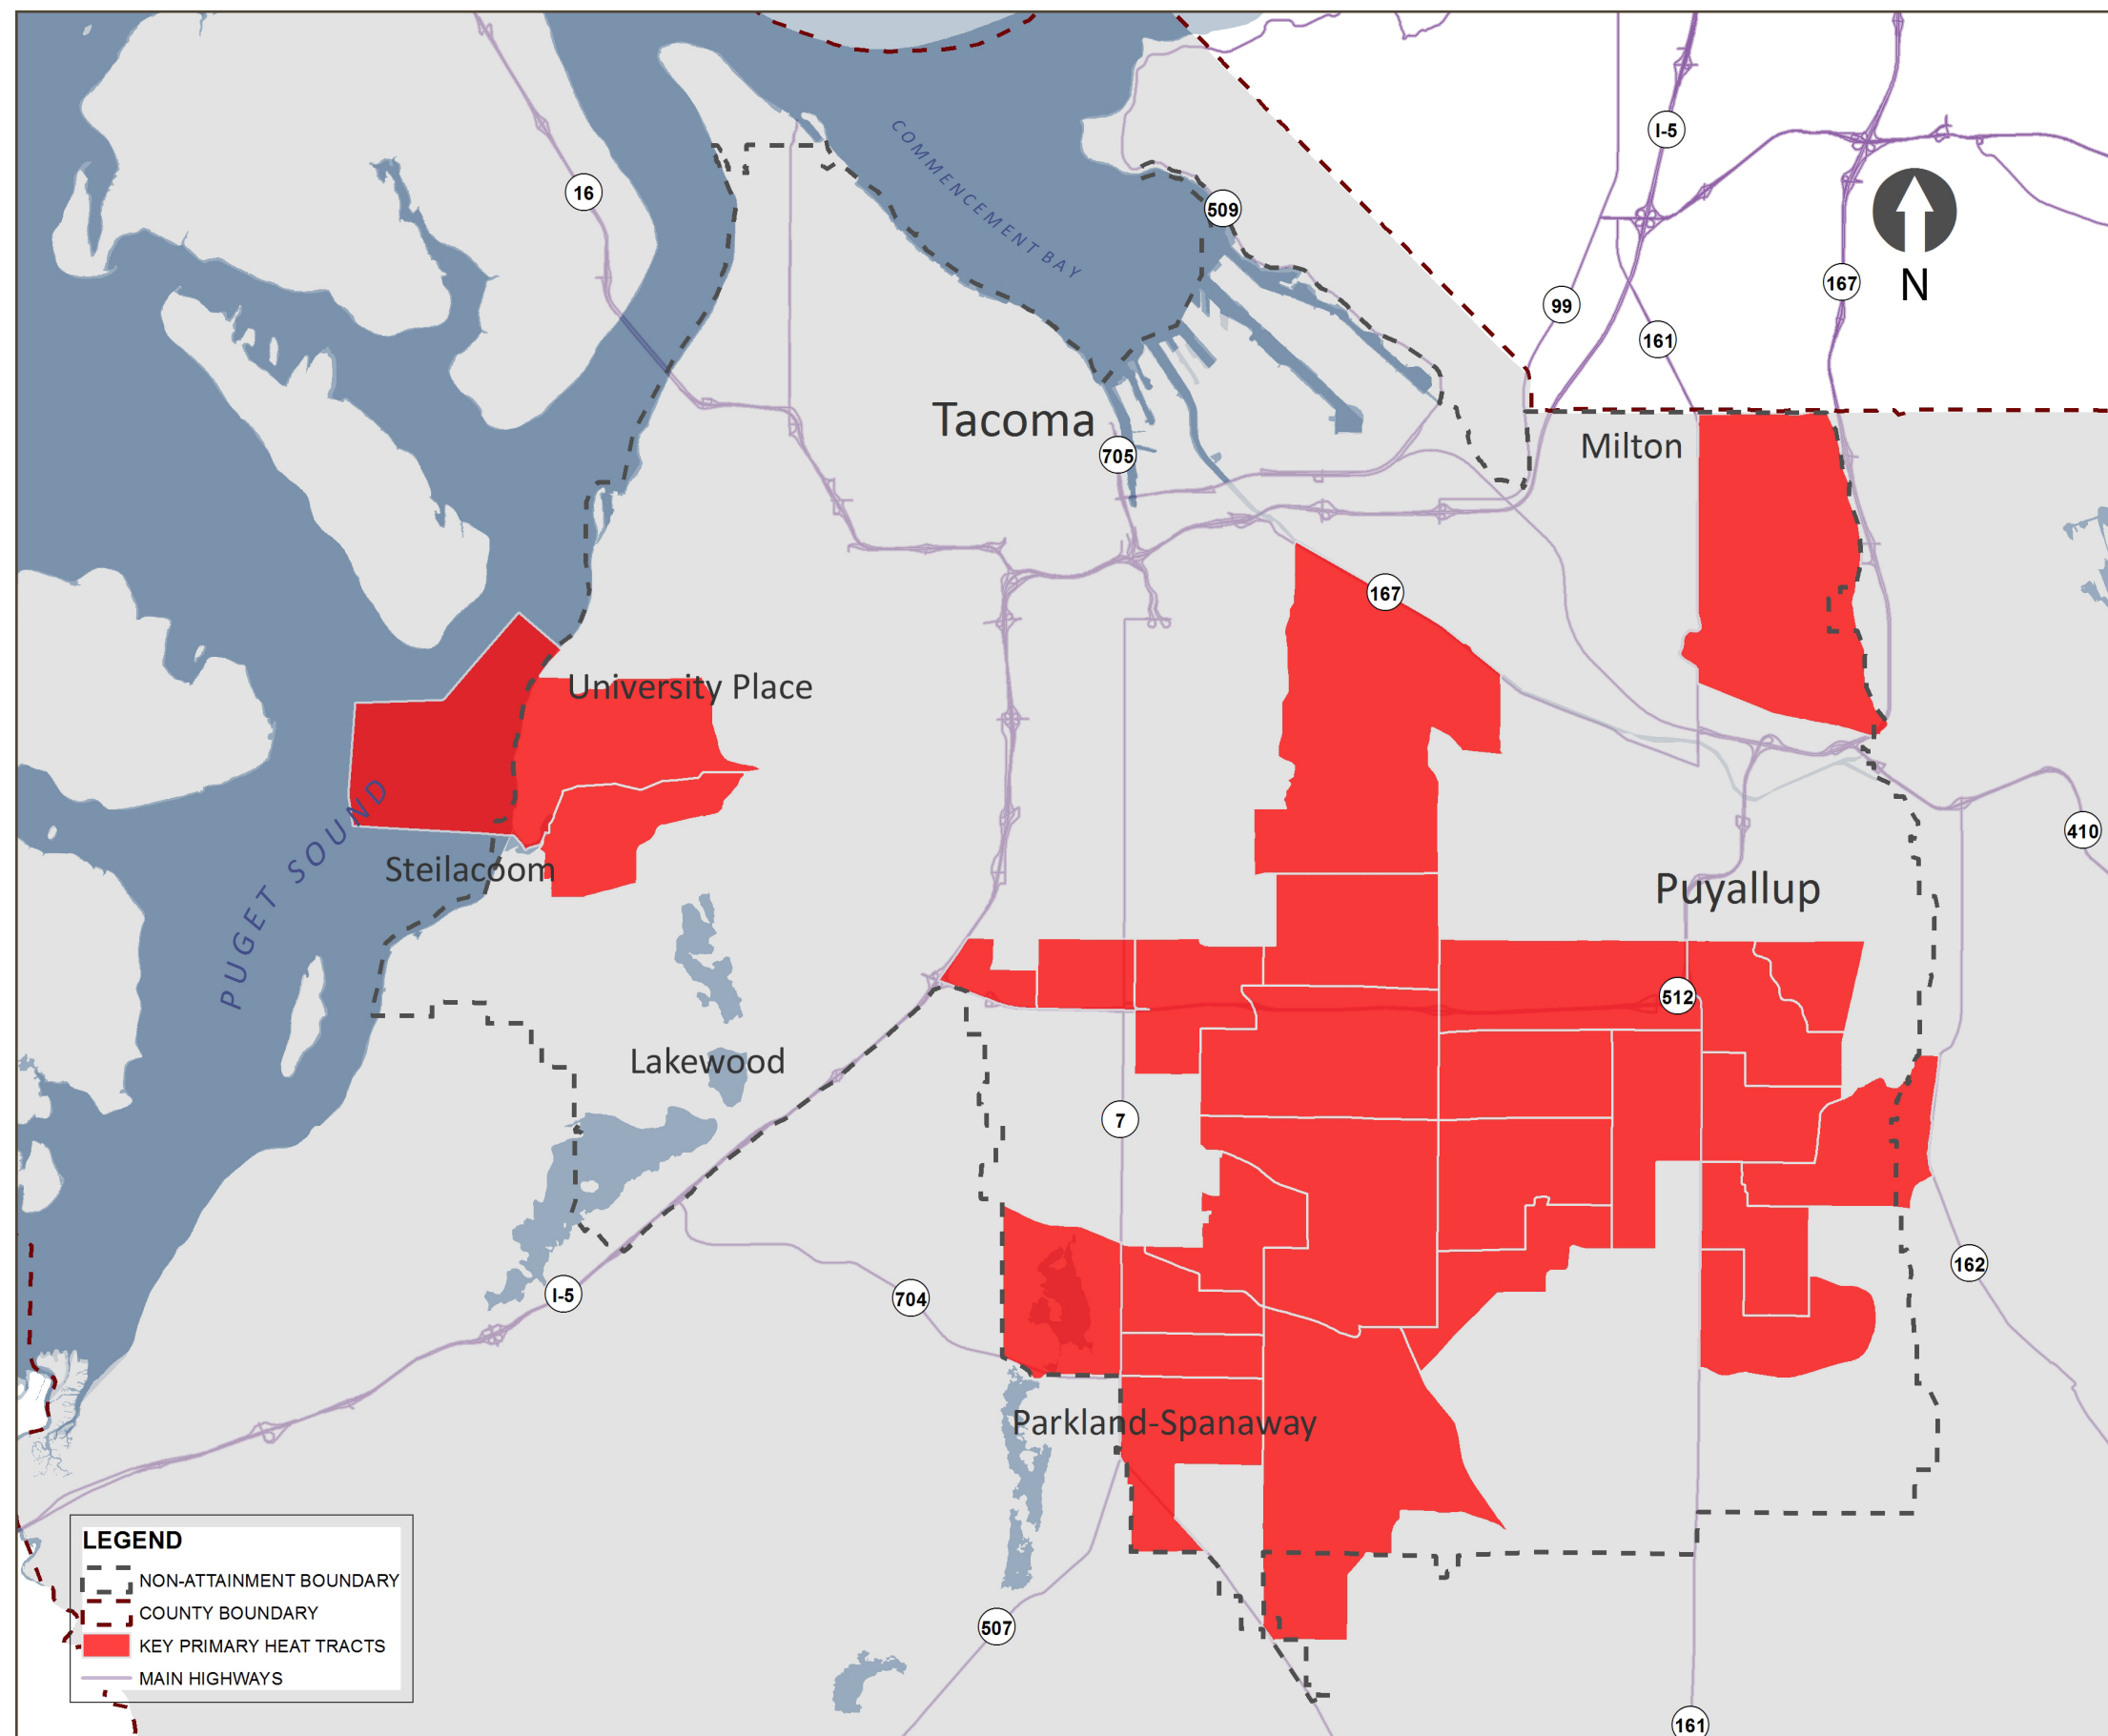 COMMENCEMENT BAY
I-5
16
509
167
N
99
161
Tacoma
705
Milton
167
University Place
PUGET SOUND
410
Steilacoom
Puyallup
512
Lakewood
7
162
I-5
704
Parkland-Spanaway
LEGEND
NON-ATTAINMENT BOUNDARY
COUNTY BOUNDARY
KEY PRIMARY HEAT TRACTS
MAIN HIGHWAYS
507
161